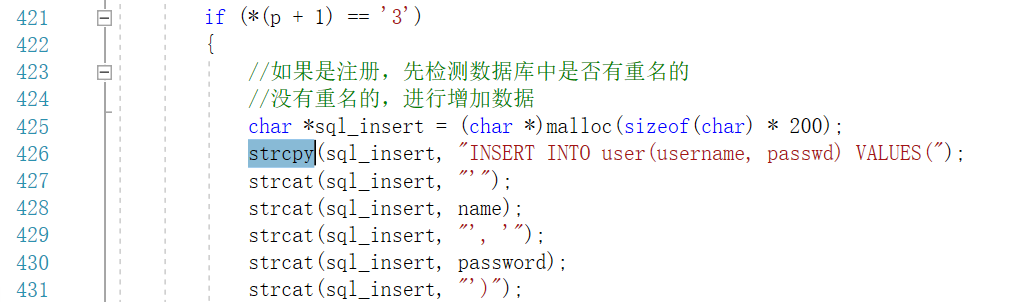 421 if (*(p + 1) == '3')
422 {
423 //如果是注册，先检测数据库中是否有重名的
424 //没有重名的，进行增加数据
425 char *sql_insert = (char *)malloc(sizeof(char) * 200);
426 strcpy(sql_insert, "INSERT INTO user(username, passwd) VALUES(");
427 strcat(sql_insert, "'");
428 strcat(sql_insert, name);
429 strcat(sql_insert, "', '");
430 strcat(sql_insert, password);
431 strcat(sql_insert, "')");